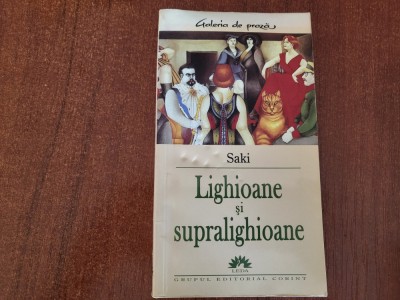 Galeria de proză
Saki
Lighioane
și
supralighioane
LEDA
GRUPUL EDITORIAL CORINT